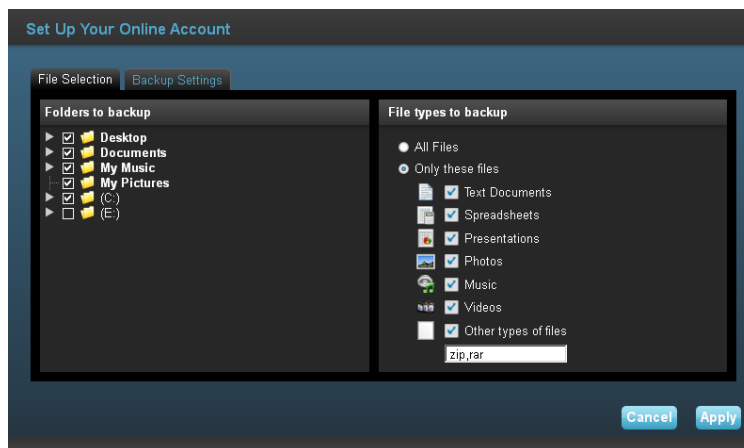 Set Up Your Online Account
File Selection
Backup Settings
Folders to backup
Desktop
Documents
My Music
My Pictures
(C:)
(E:)
File types to backup
All Files
Only these files
Text Documents
Spreadsheets
Presentations
Photos
Music
Videos
Other types of files
zip,rar
Cancel
Apply